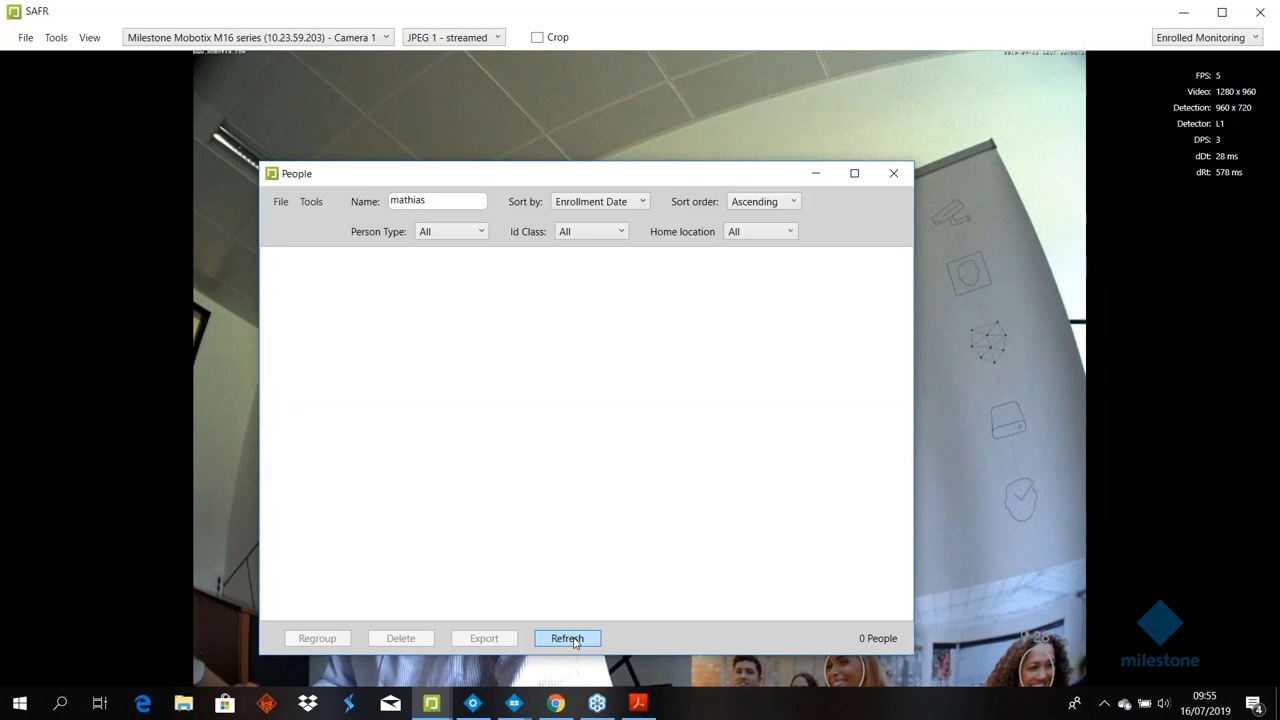 SAFR
File Tools View Milestone Mobotix M16 series (10.23.59.203) - Camera 1 JPEG 1 - streamed Crop Enrolled Monitoring
FPS: 5
Video: 1280 x 960
Detection: 960 x 720
Detector: L1
DPS: 3
dDt: 28 ms
dRt: 578 ms
People
File Tools Name: mathias Sort by: Enrollment Date Sort order: Ascending
Person Type: All Id Class: All Home location All
Regroup Delete Export Refresh 0 People
9:28
milestone
09:55
16/07/2019
4